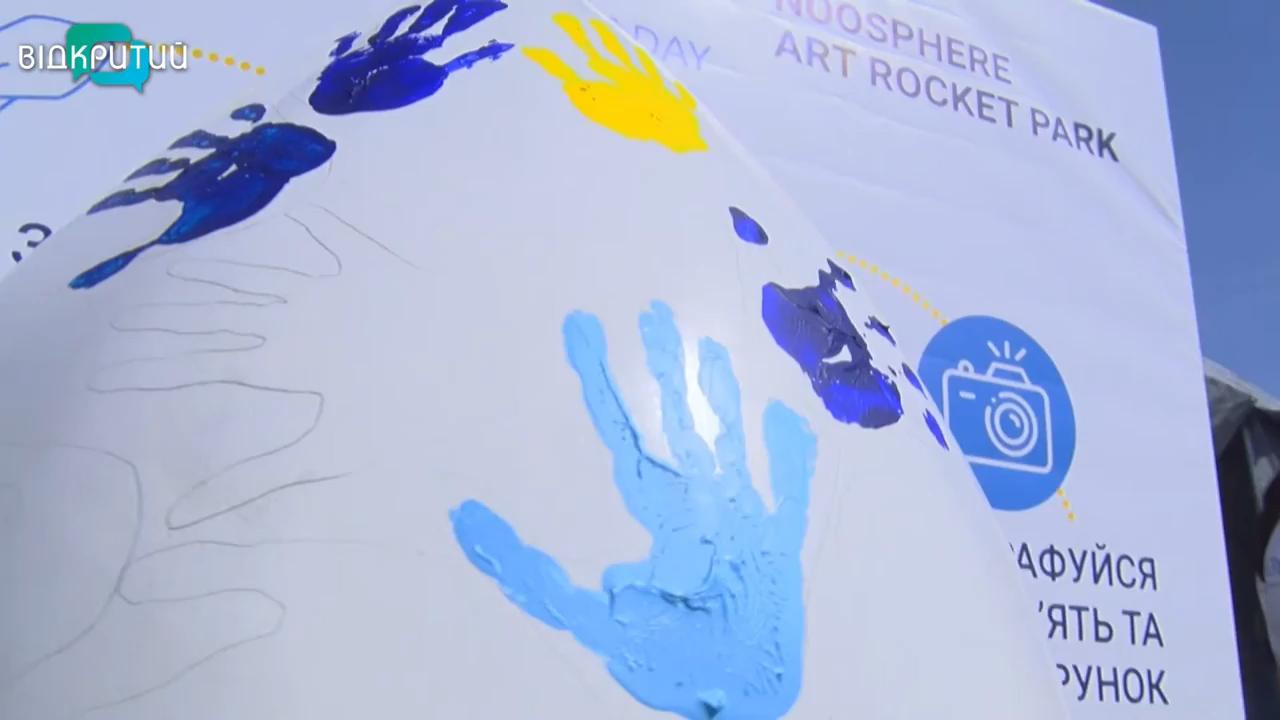 ВІДКРИТИЙ
DAY
NOOSPHERE
ART ROCKET PARK
З
АФУЙСЯ
'ЯТЬ ТА
РУНОК